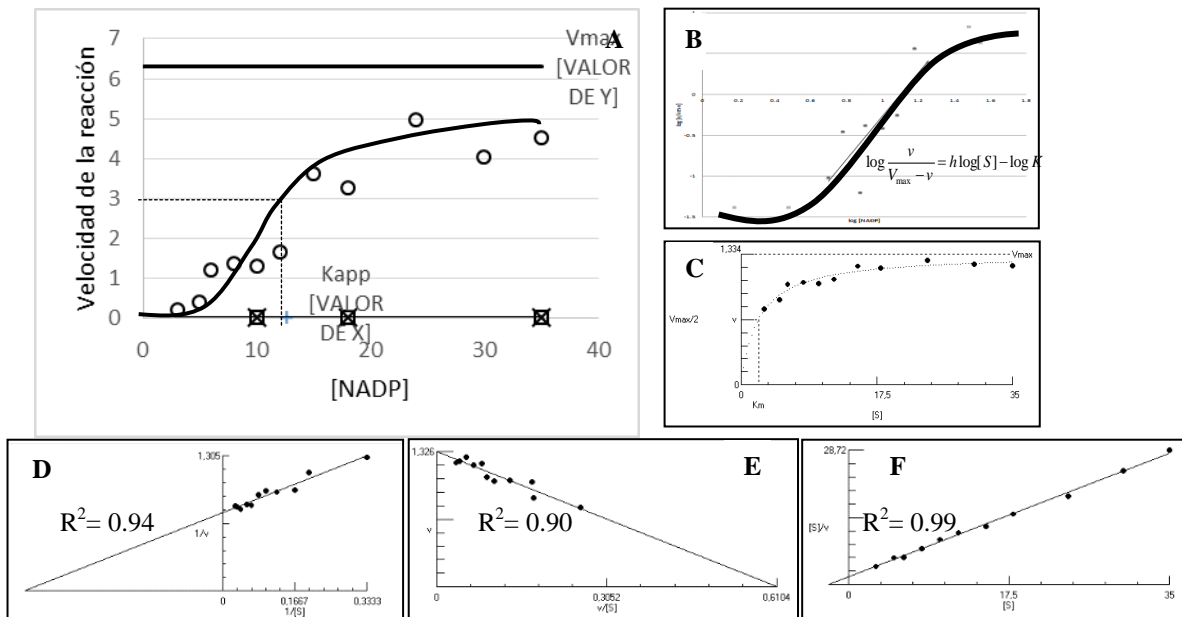 A
Velocidad de la reacción
7
6
5
4
3
2
1
0
Vmax
[VALOR
DE Y]
Kapp
[VALOR
DE X]
0 10 20 30 40
[NADP]
B
0 0.2 0.4 0.6 0.8 1 1.2 1.4 1.6 1.8
-0.5
-1
-1.5
log [NADP]
log v/(Vmax − v) = h log[S] − log K
C
1,334
Vmax
Vmax/2
v
0
0 17,5 35
Km
[S]
D
1,305
R²= 0.94
1/v
0 0,1667 0,3333
1/[S]
E
1,326
R²= 0.90
v
0
0 0,3052 0,6104
v/[S]
F
28,72
[S]/v
R²= 0.99
0
0 17,5 35
[S]